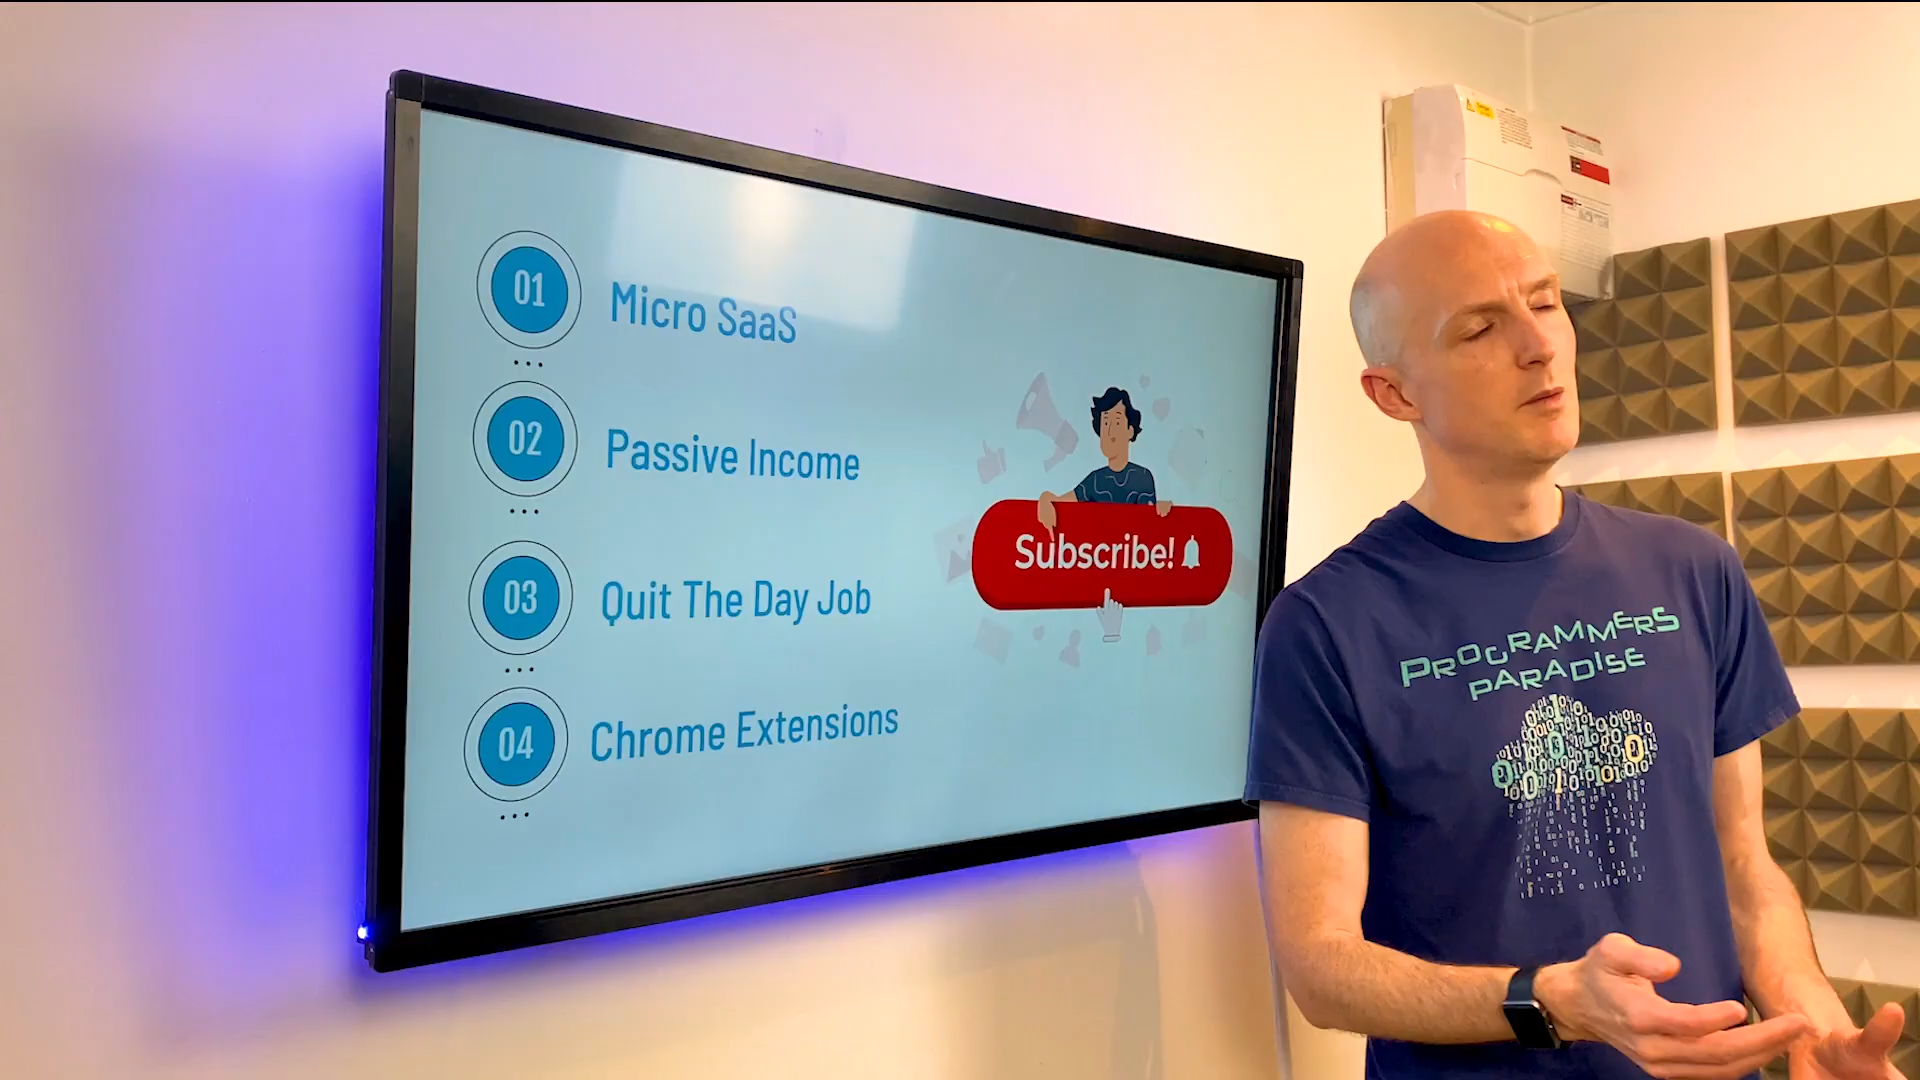 01 Micro SaaS
02 Passive Income
03 Quit The Day Job
04 Chrome Extensions
Subscribe!
PROGRAMMERS
PARADISE